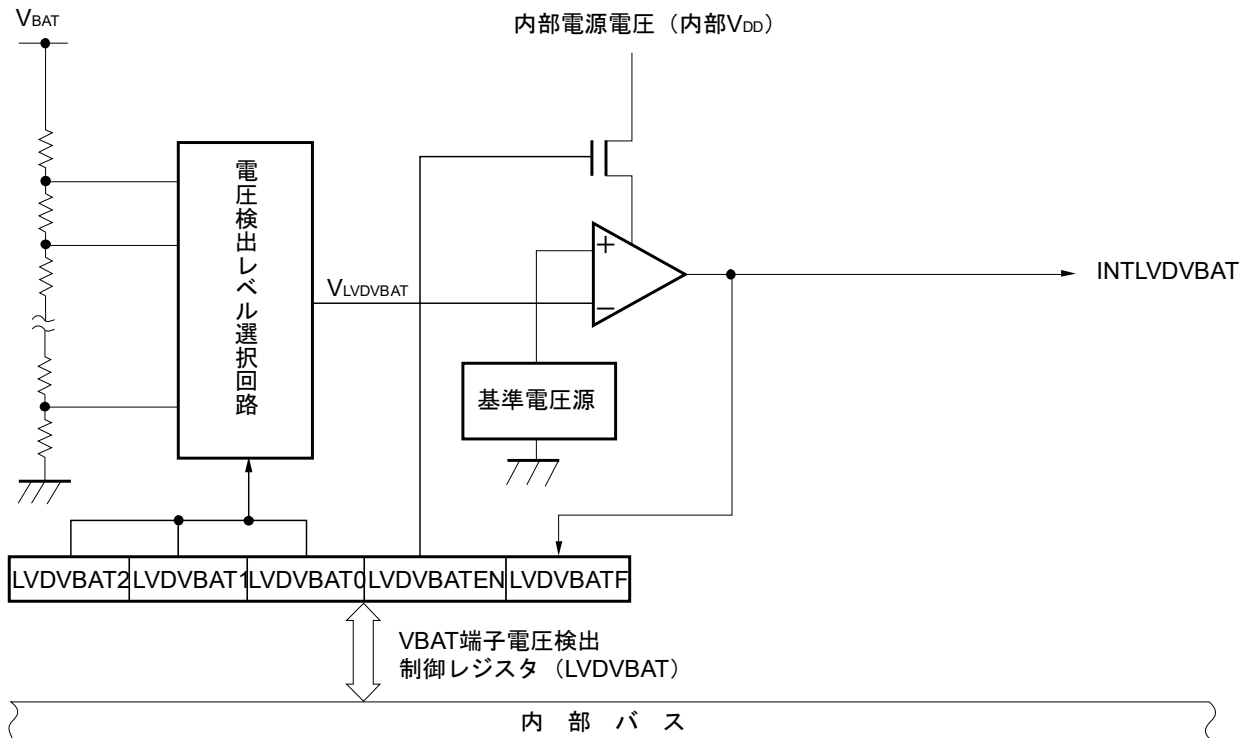 VBAT
内部電源電圧（内部VDD）
電圧検出レベル選択回路
+
VLVDVBAT
−
INTLVDVBAT
基準電圧源
LVDVBAT2 LVDVBAT1 LVDVBAT0 LVDVBATEN LVDVBATF
VBAT端子電圧検出
制御レジスタ（LVDVBAT）
内部バス